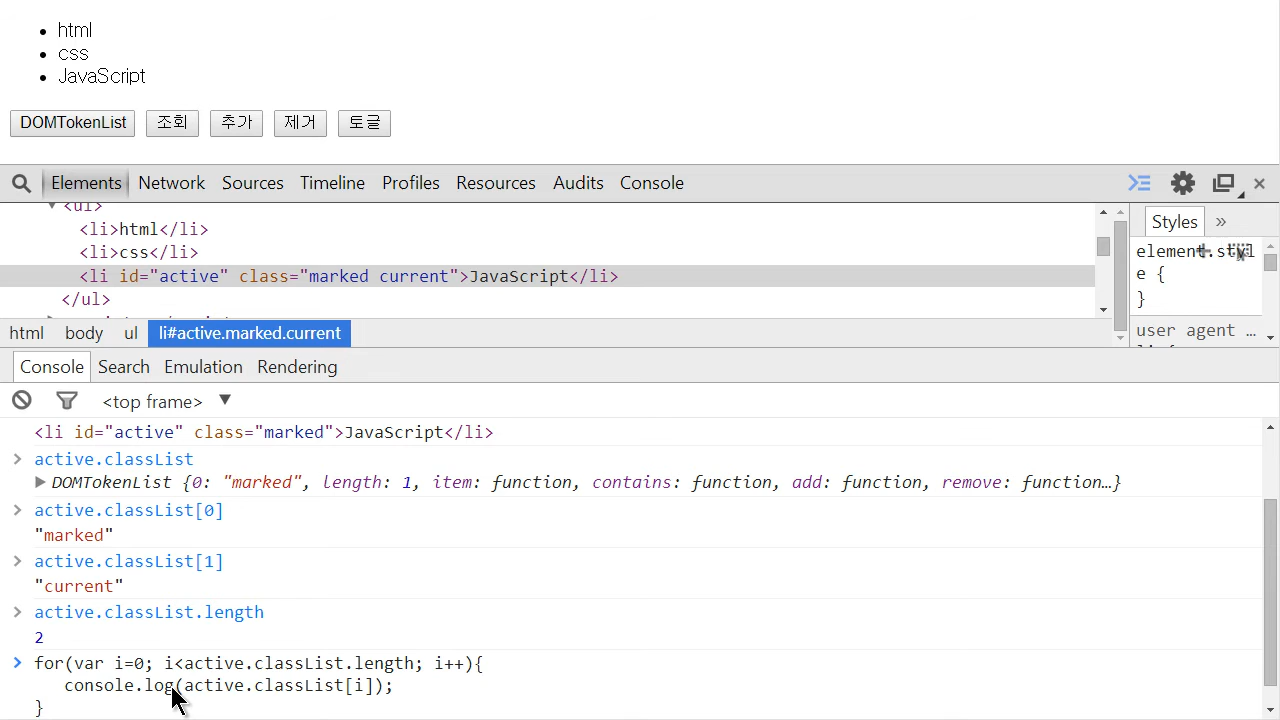 html
css
JavaScript
DOMTokenList 조회 추가 제거 토글
Elements Network Sources Timeline Profiles Resources Audits Console
<ul>
<li>html</li>
<li>css</li>
<li id="active" class="marked current">JavaScript</li>
</ul>
html body ul li#active.marked.current
Styles »
element.styl
e {
}
user agent …
Console Search Emulation Rendering
<top frame>
<li id="active" class="marked">JavaScript</li>
active.classList
DOMTokenList {0: "marked", length: 1, item: function, contains: function, add: function, remove: function…}
active.classList[0]
"marked"
active.classList[1]
"current"
active.classList.length
2
for(var i=0; i<active.classList.length; i++){
console.log(active.classList[i]);
}